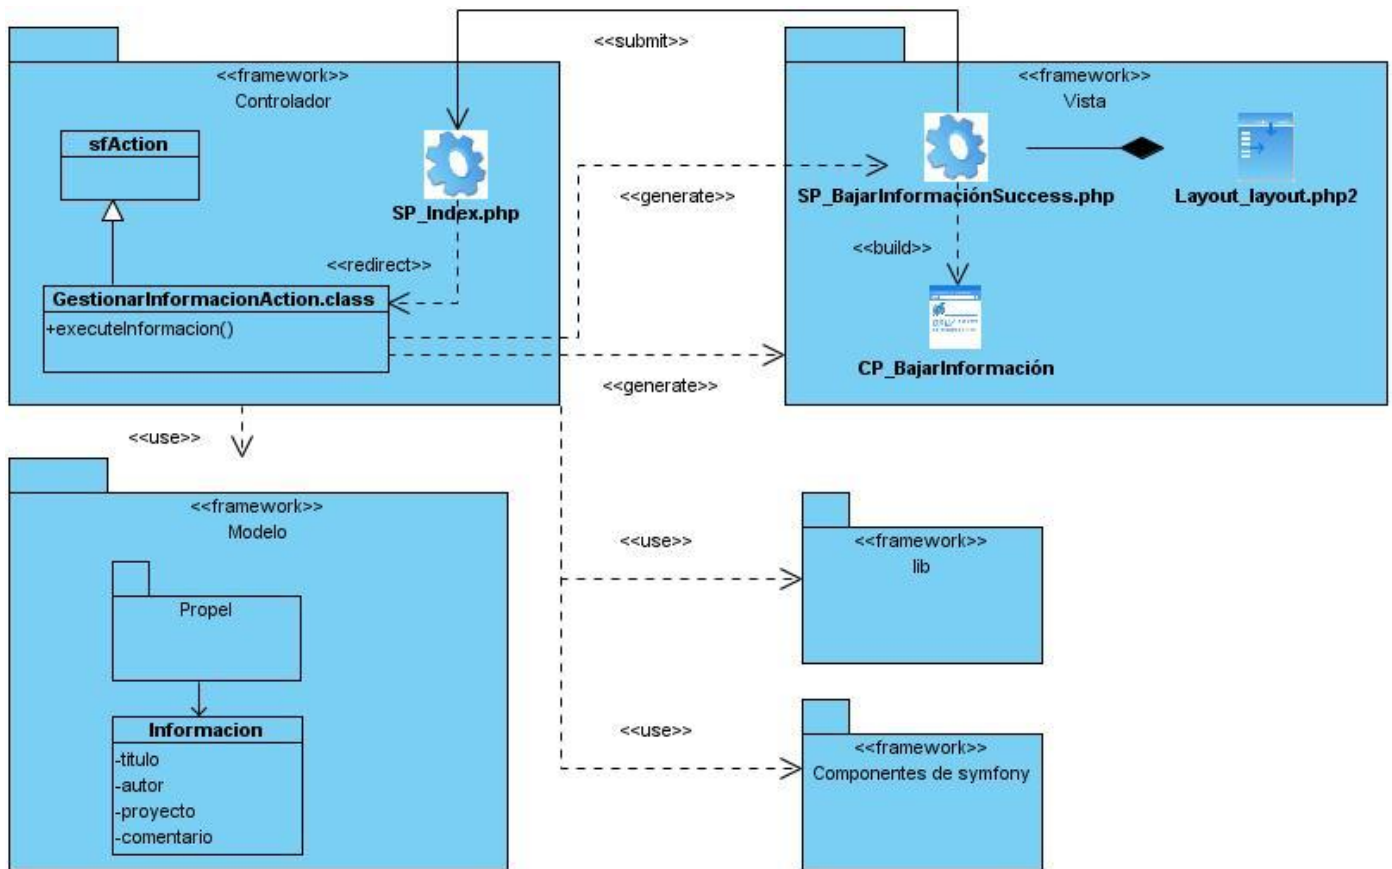 <<submit>>
<<framework>>
Controlador
sfAction
SP_Index.php
<<redirect>>
GestionarInformacionAction.class
+executeInformacion()
<<generate>>
<<generate>>
<<framework>>
Vista
SP_BajarInformaciónSuccess.php
Layout_layout.php2
<<build>>
CP_BajarInformación
<<use>>
<<framework>>
Modelo
Propel
Informacion
-titulo
-autor
-proyecto
-comentario
<<use>>
<<framework>>
lib
<<use>>
<<framework>>
Componentes de symfony